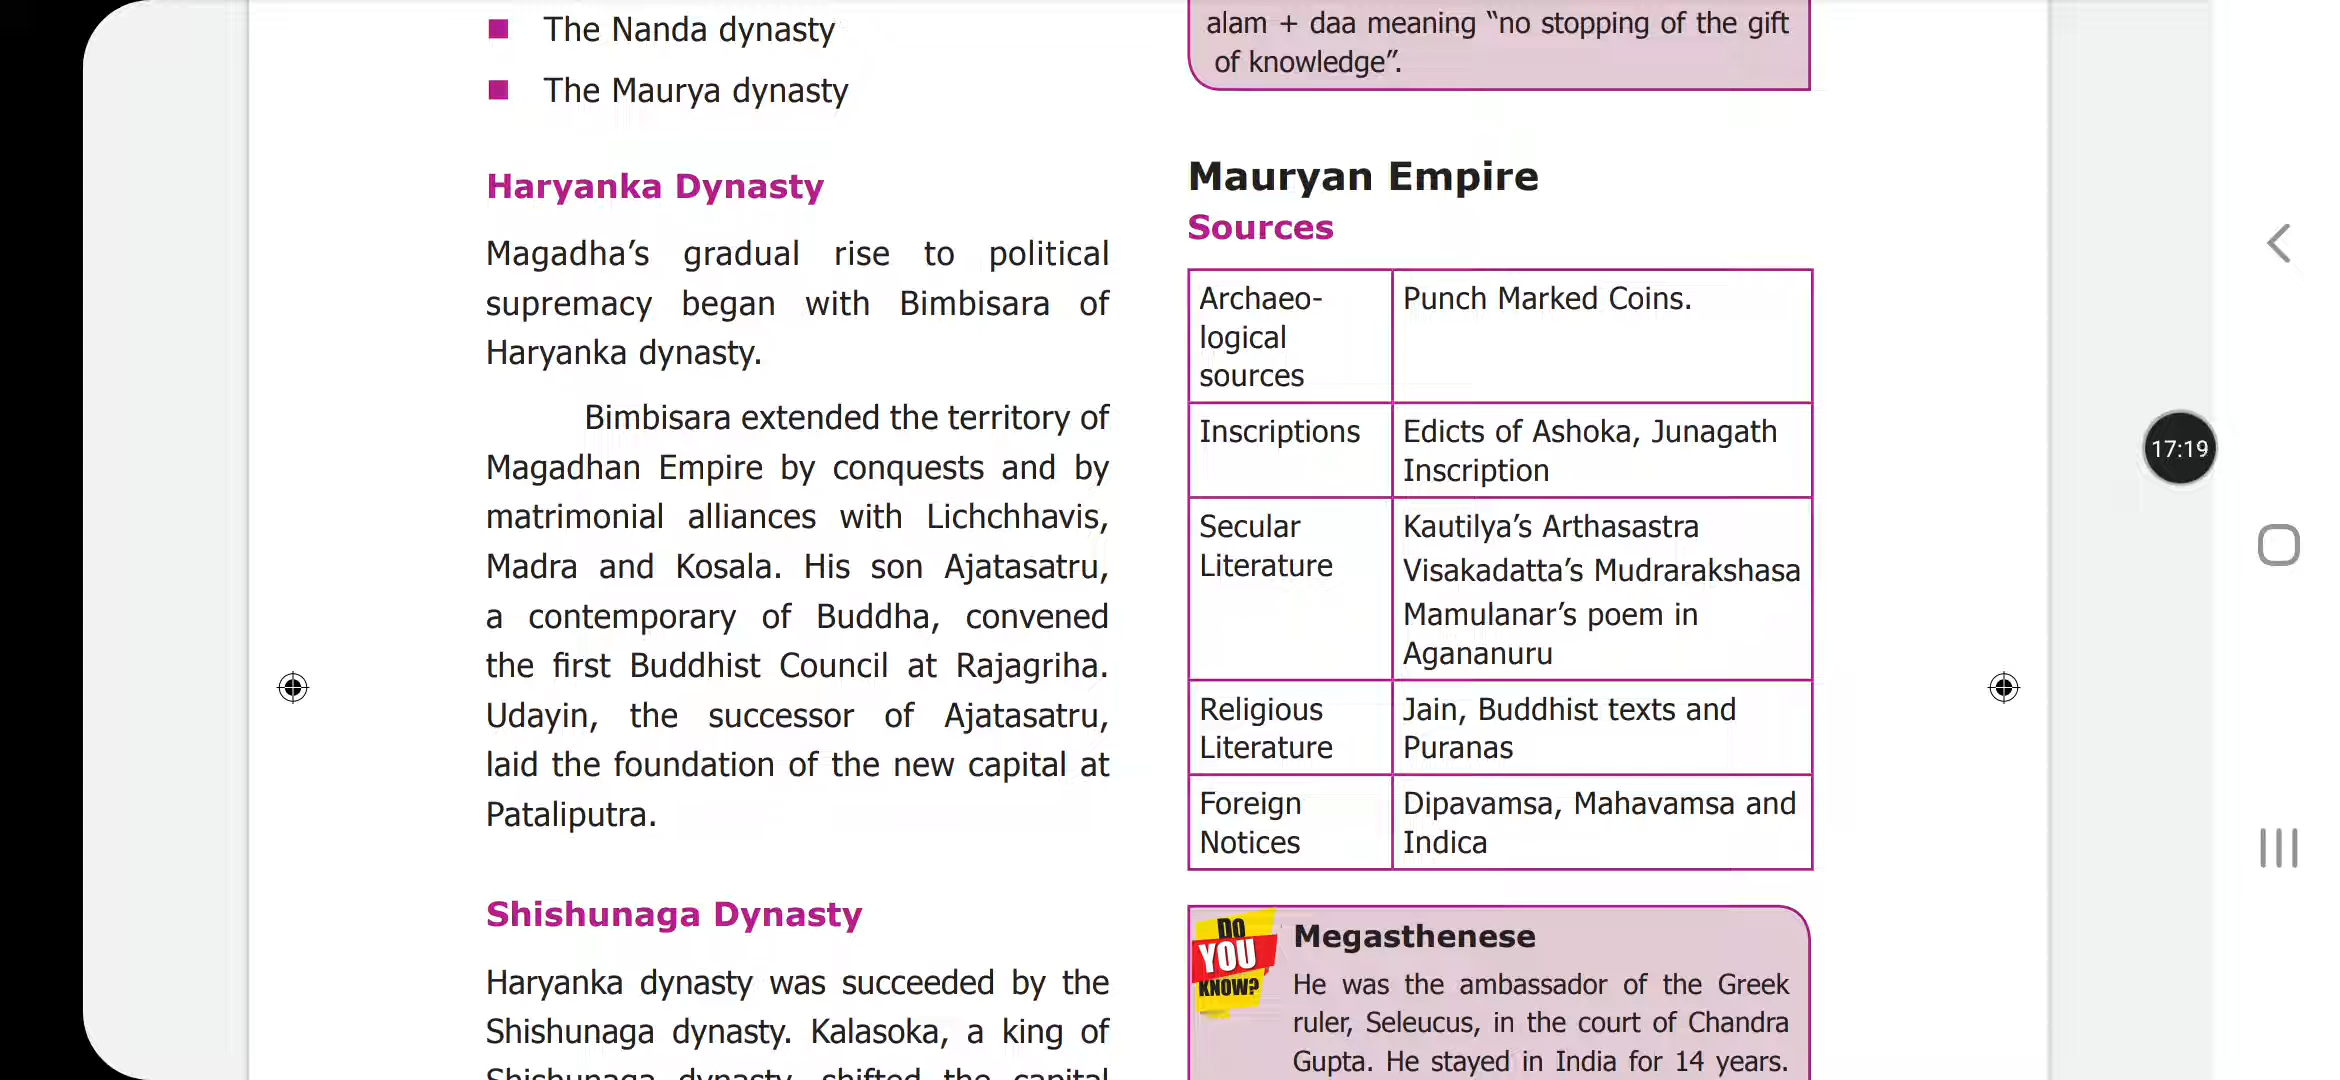 The Nanda dynasty
The Maurya dynasty
Haryanka Dynasty
Magadha’s gradual rise to political
supremacy began with Bimbisara of
Haryanka dynasty.
Bimbisara extended the territory of
Magadhan Empire by conquests and by
matrimonial alliances with Lichchhavis,
Madra and Kosala. His son Ajatasatru,
a contemporary of Buddha, convened
the first Buddhist Council at Rajagriha.
Udayin, the successor of Ajatasatru,
laid the foundation of the new capital at
Pataliputra.
Shishunaga Dynasty
Haryanka dynasty was succeeded by the
Shishunaga dynasty. Kalasoka, a king of
Shishunaga dynasty, shifted the capital
alam + daa meaning “no stopping of the gift
of knowledge”.
Mauryan Empire
Sources
Archaeo-
logical
sources
Punch Marked Coins.
Inscriptions
Edicts of Ashoka, Junagath
Inscription
Secular
Literature
Kautilya’s Arthasastra
Visakadatta’s Mudrarakshasa
Mamulanar’s poem in
Agananuru
Religious
Literature
Jain, Buddhist texts and
Puranas
Foreign
Notices
Dipavamsa, Mahavamsa and
Indica
DO
YOU
KNOW?
Megasthenese
He was the ambassador of the Greek
ruler, Seleucus, in the court of Chandra
Gupta. He stayed in India for 14 years.
17:19